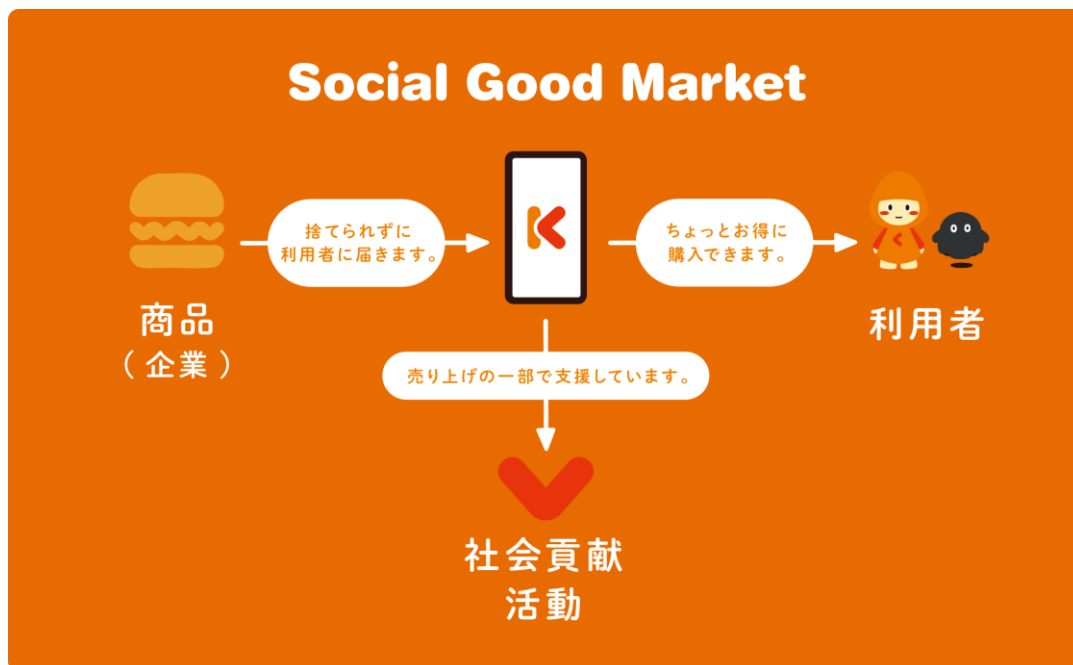 Social Good Market
捨てられずに
利用者に届きます。
ちょっとお得に
購入できます。
商品
（企業）
利用者
売り上げの一部で支援しています。
社会貢献
活動